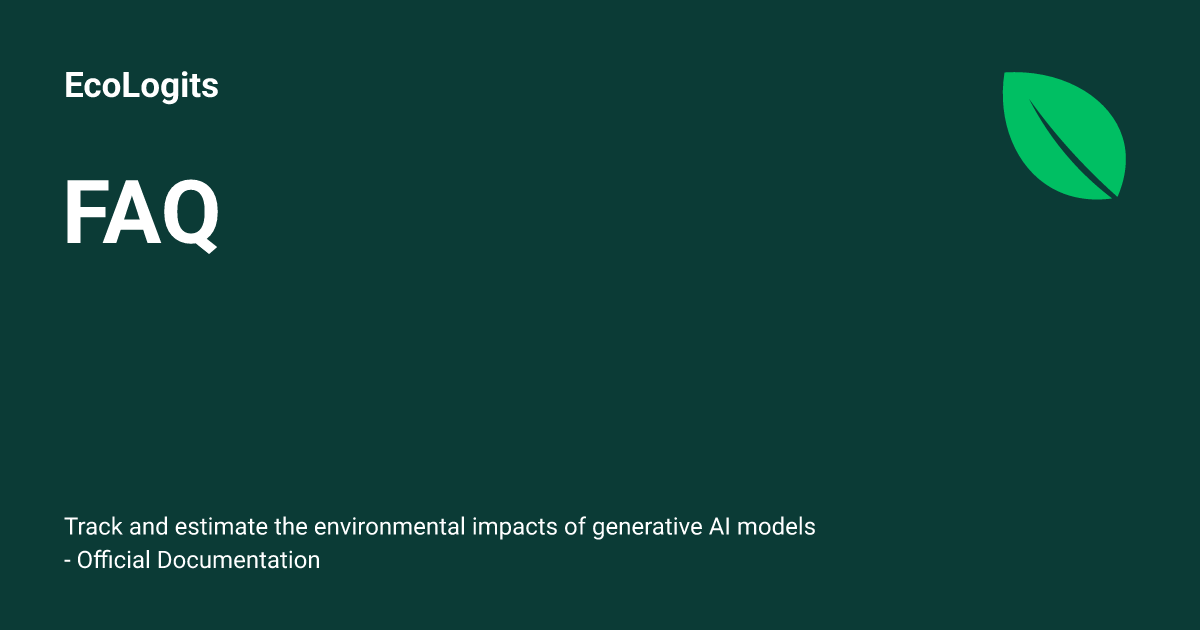 EcoLogits
FAQ
Track and estimate the environmental impacts of generative AI models
- Official Documentation